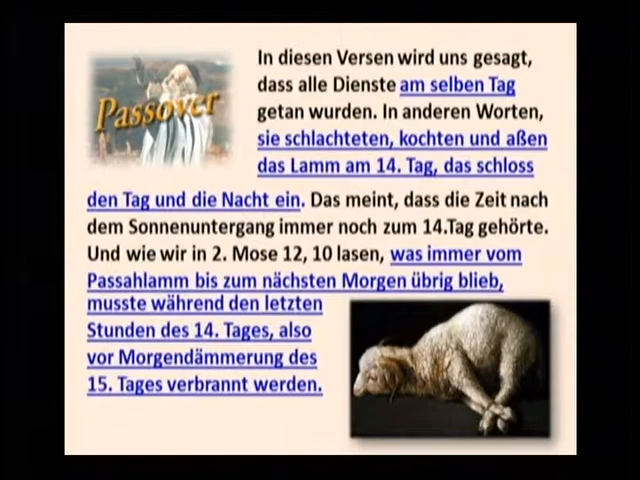 Passover
In diesen Versen wird uns gesagt,
dass alle Dienste am selben Tag
getan wurden. In anderen Worten,
sie schlachteten, kochten und aßen
das Lamm am 14. Tag, das schloss
den Tag und die Nacht ein. Das meint, dass die Zeit nach
dem Sonnenuntergang immer noch zum 14.Tag gehörte.
Und wie wir in 2. Mose 12, 10 lasen, was immer vom
Passahlamm bis zum nächsten Morgen übrig blieb,
musste während den letzten
Stunden des 14. Tages, also
vor Morgendämmerung des
15. Tages verbrannt werden.